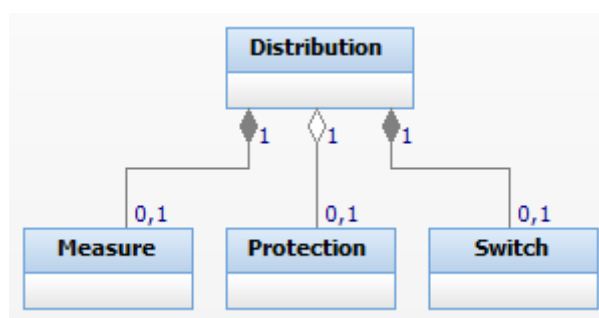 Distribution
1 1 1
0,1 0,1 0,1
Measure Protection Switch